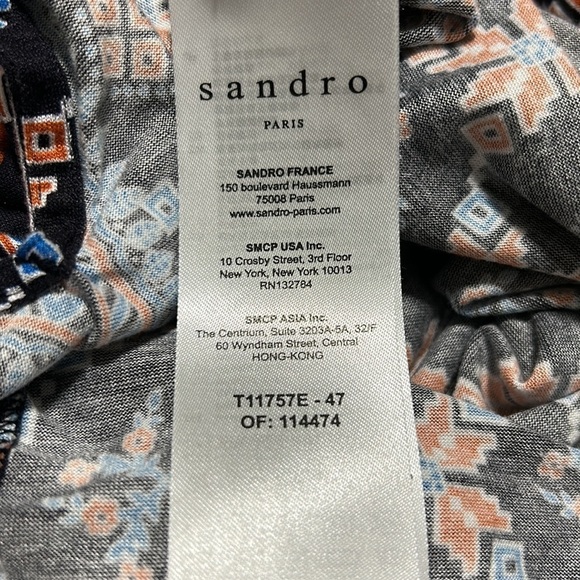 sandro
PARIS
SANDRO FRANCE
150 boulevard Haussmann
75008 Paris
www.sandro-paris.com
SMCP USA Inc.
10 Crosby Street, 3rd Floor
New York, New York 10013
RN132784
SMCP ASIA Inc.
The Centrium, Suite 3203A-5A, 32/F
60 Wyndham Street, Central
HONG-KONG
T11757E - 47
OF: 114474